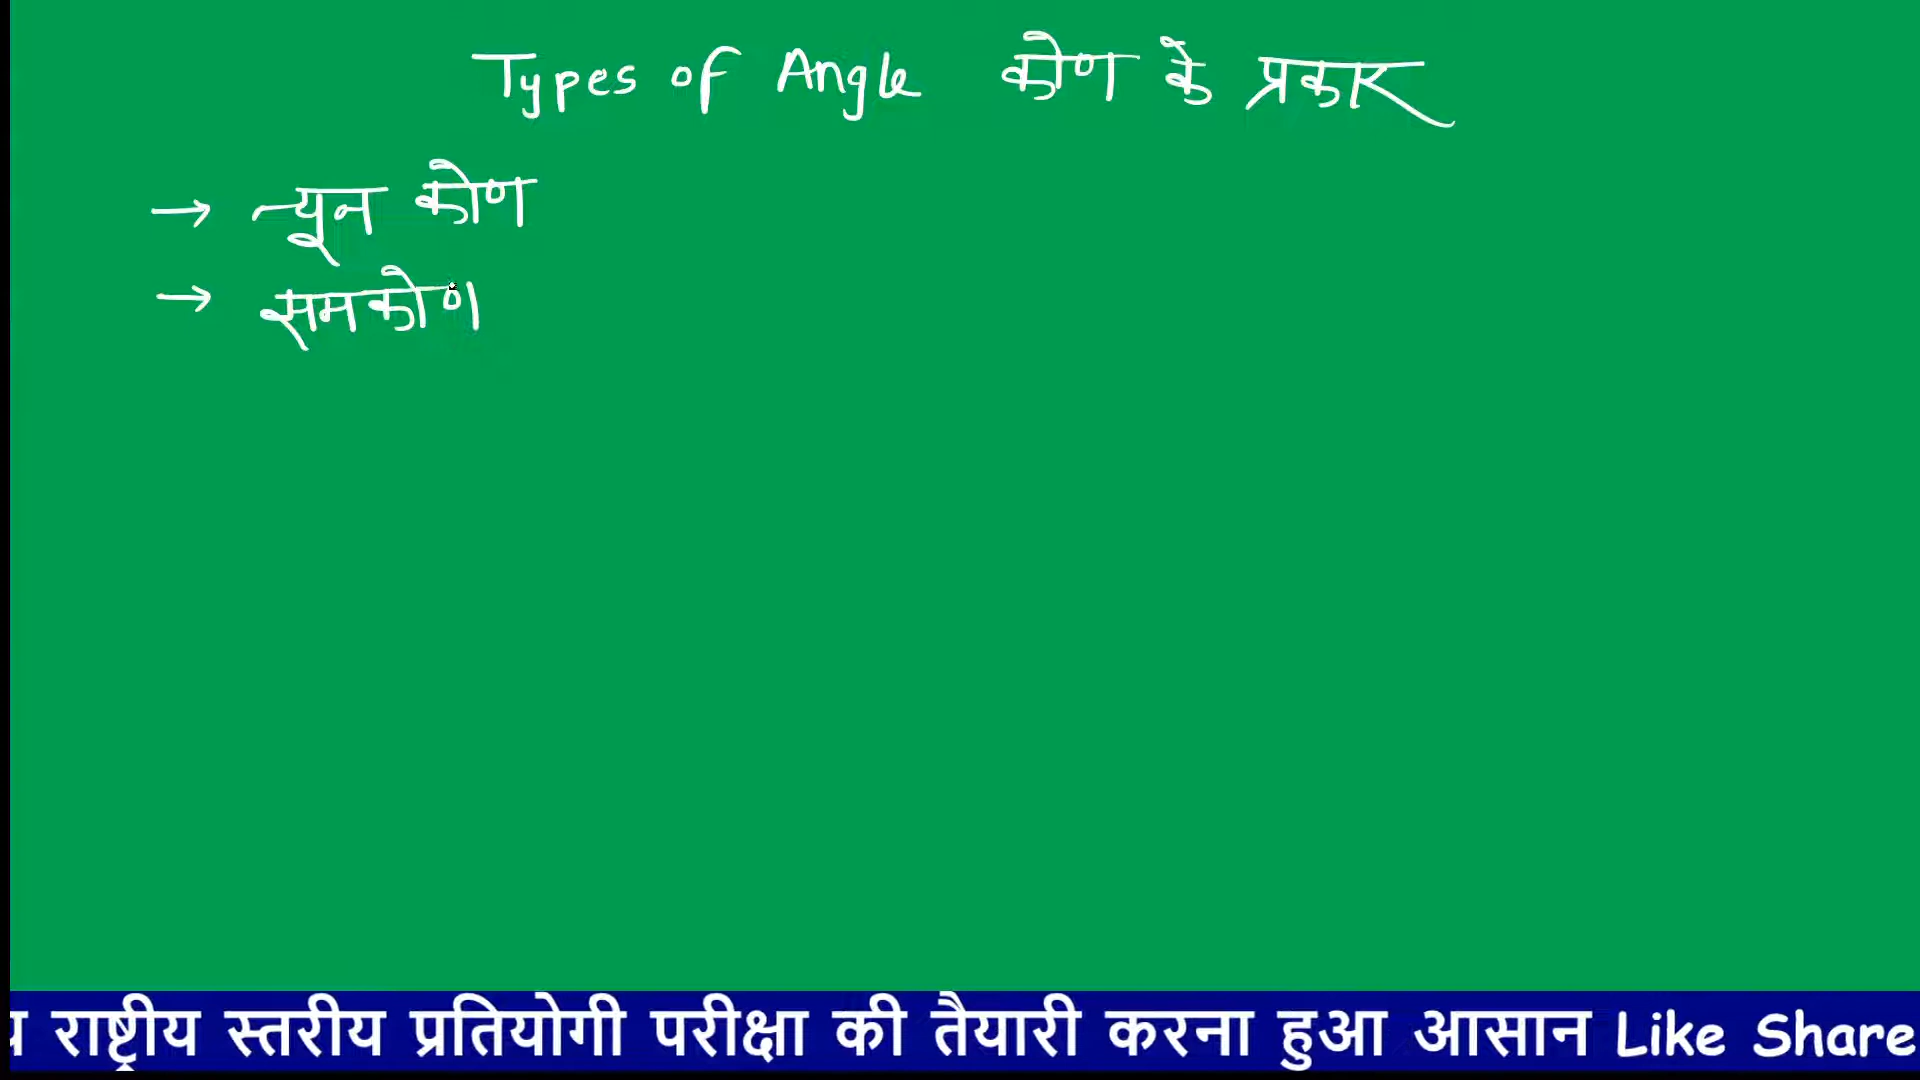 Types of Angle कोण के प्रकार
→ न्यून कोण
→ समकोण
राष्ट्रीय स्तरीय प्रतियोगी परीक्षा की तैयारी करना हुआ आसान Like Share